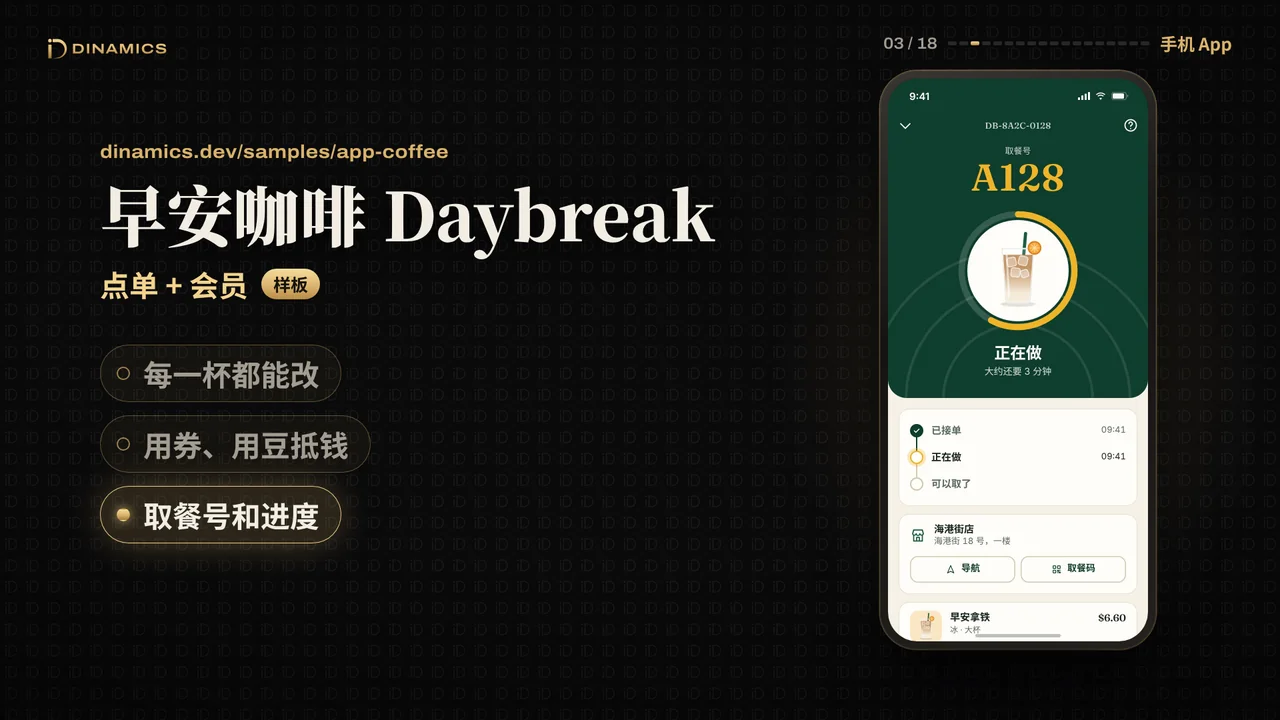 DINAMICS
03 / 18
手机 App
dinamics.dev/samples/app-coffee
早安咖啡 Daybreak
点单 + 会员
样板
每一杯都能改
用券、用豆抵钱
取餐号和进度
9:41
DB-8A2C-0128
取餐号
A128
正在做
大约还要 3 分钟
已接单 09:41
正在做 09:41
可以取了
海港街店
海港街 18 号，一楼
导航
取餐码
早安拿铁 $6.60
冰 · 大杯